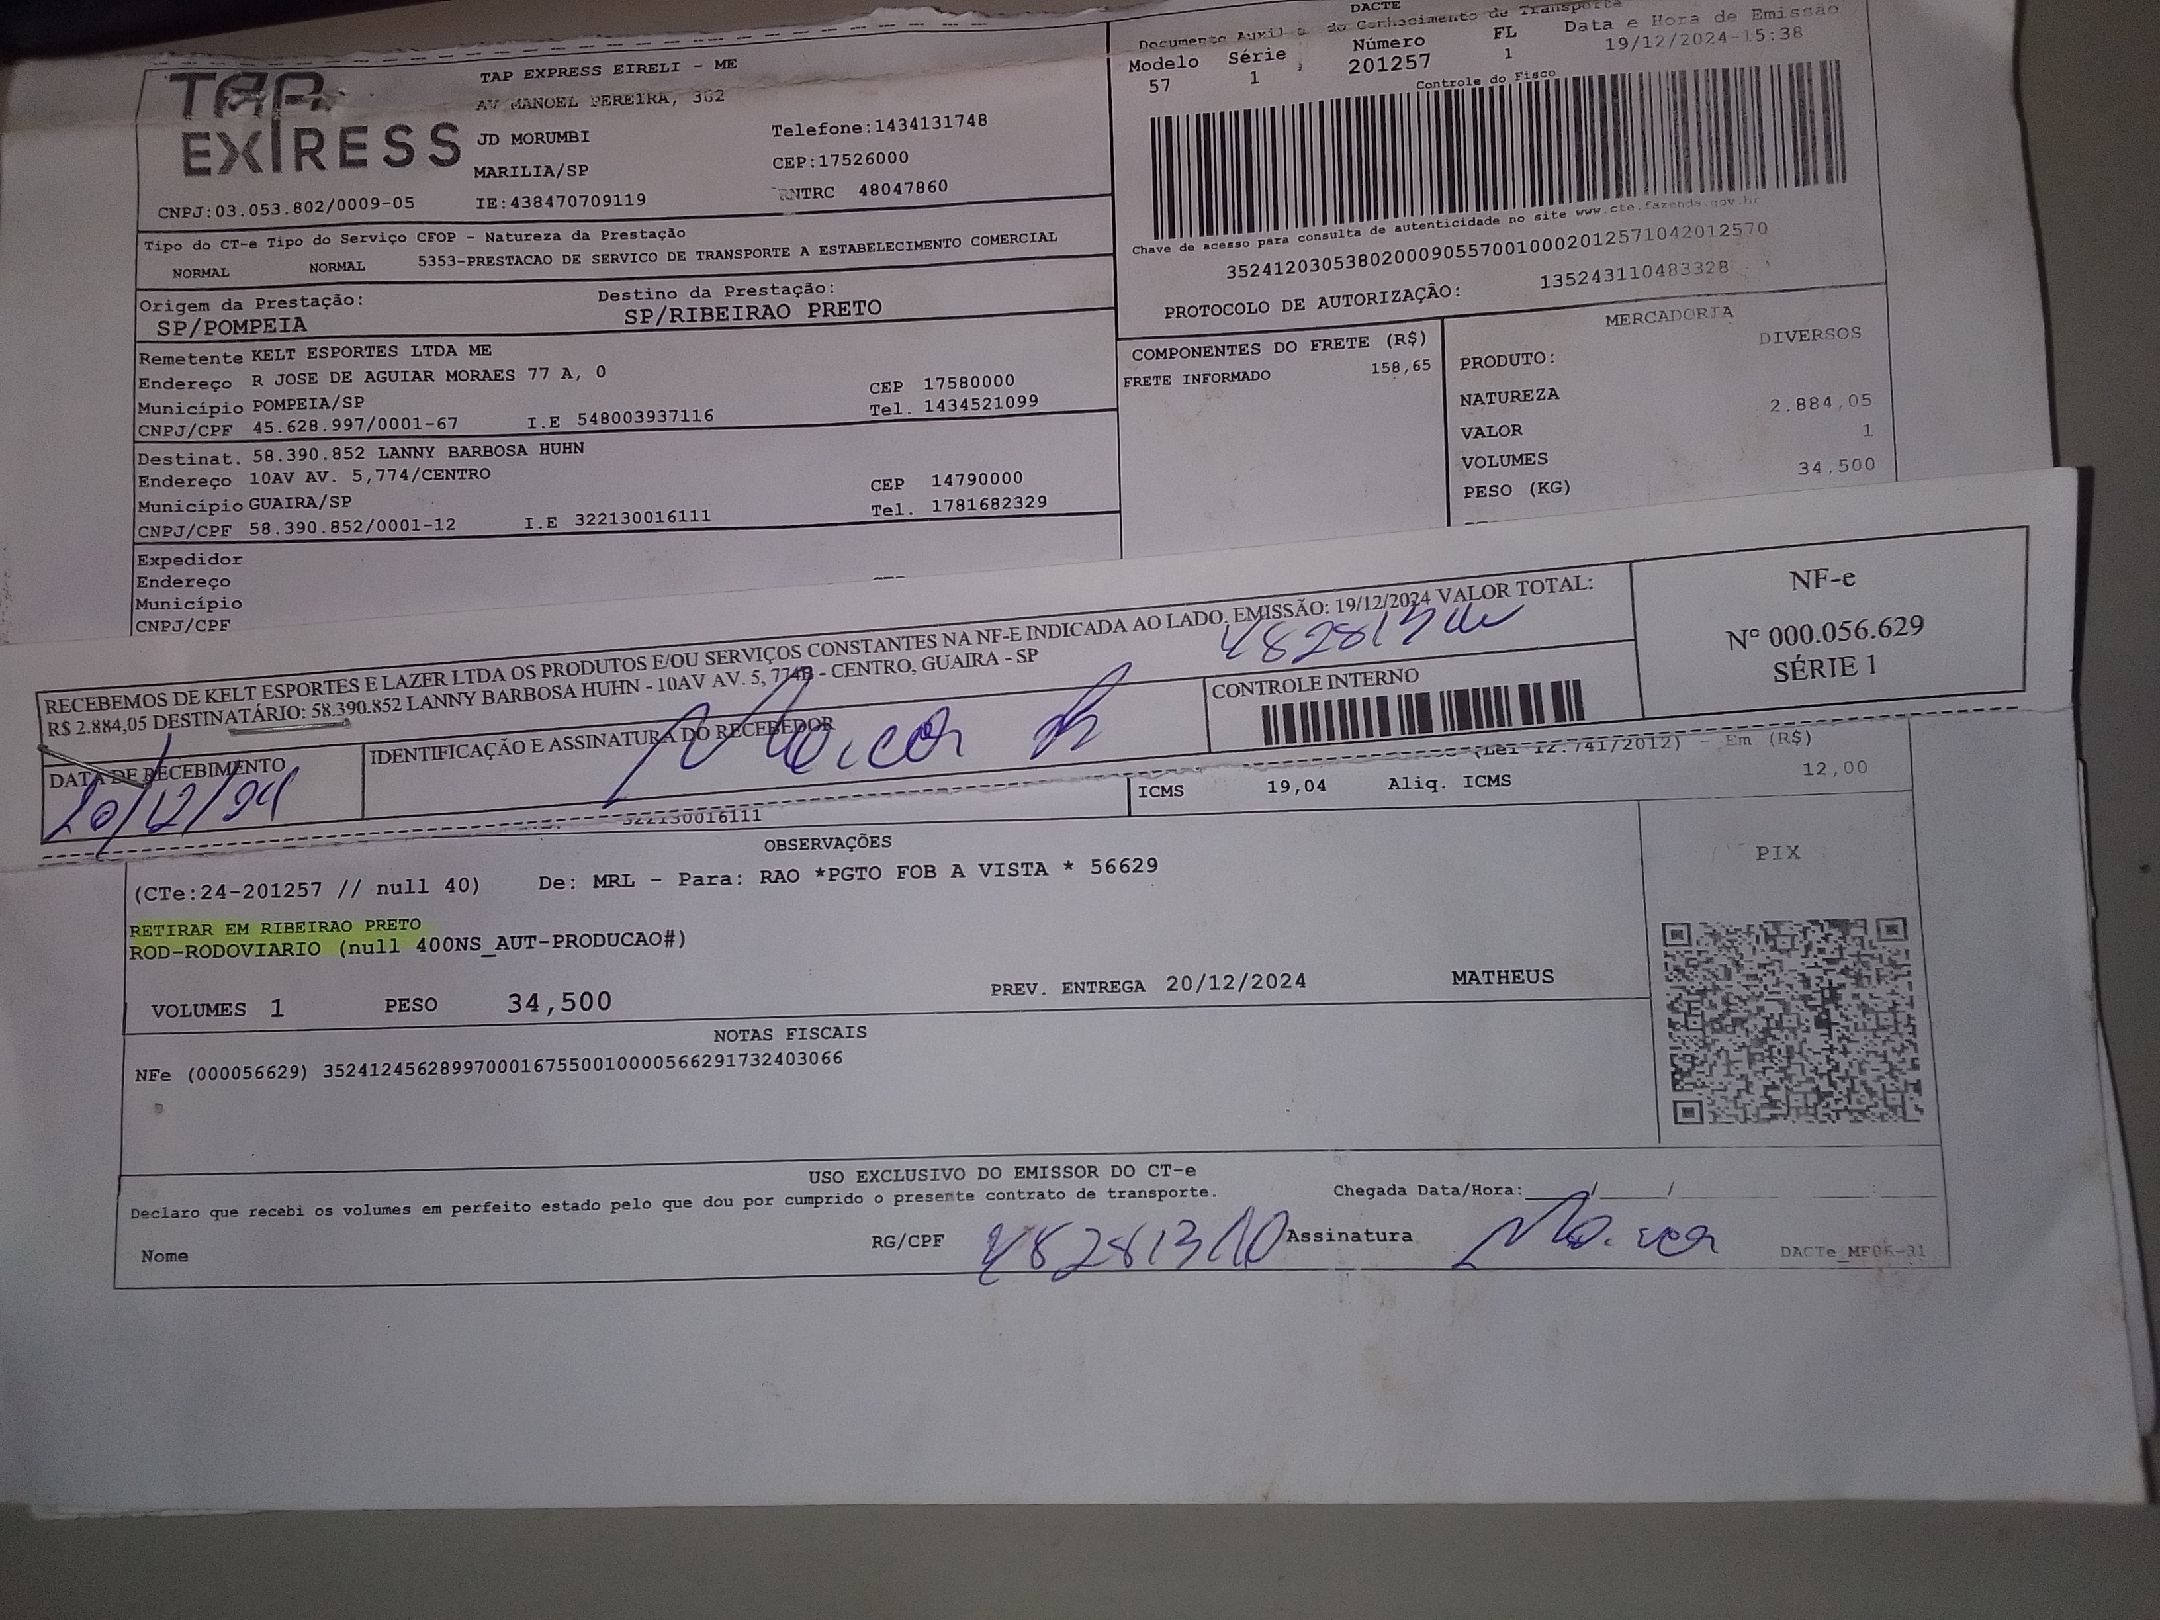 DACTE
Documento Auxil do Conhecimento de Transporte
TAP
EXPRESS
TAP EXPRESS EIRELI - ME
AV MANOEL PEREIRA, 362
JD MORUMBI
Telefone:1434131748
MARILIA/SP
CEP:17526000
CNPJ:03.053.802/0009-05
IE:438470709119
RNTRC 48047860
Modelo Série Número FL Data e Hora de Emissão
57 1 201257 1 19/12/2024-15:38
Controle do Fisco
Chave de acesso para consulta de autenticidade no site www.cte.fazenda.gov.br
35241203053802000905570010002012571042012570
PROTOCOLO DE AUTORIZAÇÃO: 135243110483328
Tipo do CT-e Tipo do Serviço CFOP - Natureza da Prestação
NORMAL NORMAL 5353-PRESTACAO DE SERVICO DE TRANSPORTE A ESTABELECIMENTO COMERCIAL
Origem da Prestação: Destino da Prestação:
SP/POMPEIA SP/RIBEIRAO PRETO
Remetente KELT ESPORTES LTDA ME
Endereço R JOSE DE AGUIAR MORAES 77 A, 0
CEP 17580000
Município POMPEIA/SP
Tel. 1434521099
CNPJ/CPF 45.628.997/0001-67 I.E 548003937116
Destinat. 58.390.852 LANNY BARBOSA HUHN
Endereço 10AV AV. 5,774/CENTRO
CEP 14790000
Município GUAIRA/SP
Tel. 1781682329
CNPJ/CPF 58.390.852/0001-12 I.E 322130016111
Expedidor
Endereço
Município
CNPJ/CPF
COMPONENTES DO FRETE (R$)
FRETE INFORMADO 158,65
MERCADORIA
PRODUTO: DIVERSOS
NATUREZA
VALOR 2.884,05
VOLUMES 1
PESO (KG) 34,500
RECEBEMOS DE KELT ESPORTES E LAZER LTDA OS PRODUTOS E/OU SERVIÇOS CONSTANTES NA NF-E INDICADA AO LADO. EMISSÃO: 19/12/2024 VALOR TOTAL:
R$ 2.884,05 DESTINATÁRIO: 58.390.852 LANNY BARBOSA HUHN - 10AV AV. 5, 774B - CENTRO, GUAIRA - SP
DATA DE RECEBIMENTO
20/12/24
IDENTIFICAÇÃO E ASSINATURA DO RECEBEDOR
CONTROLE INTERNO
NF-e
N° 000.056.629
SÉRIE 1
(Lei 12.741/2012) - Em (R$)
322130016111
ICMS 19,04 Aliq. ICMS 12,00
OBSERVAÇÕES
(CTe:24-201257 // null 40) De: MRL - Para: RAO *PGTO FOB A VISTA * 56629
RETIRAR EM RIBEIRAO PRETO
ROD-RODOVIARIO (null 400NS_AUT-PRODUCAO#)
VOLUMES 1 PESO 34,500 PREV. ENTREGA 20/12/2024 MATHEUS
PIX
NOTAS FISCAIS
NFe (000056629) 35241245628997000167550010000566291732403066
USO EXCLUSIVO DO EMISSOR DO CT-e
Declaro que recebi os volumes em perfeito estado pelo que dou por cumprido o presente contrato de transporte.
Chegada Data/Hora:____/____/____ __:__
Nome RG/CPF Assinatura
DACTe_MF06-31